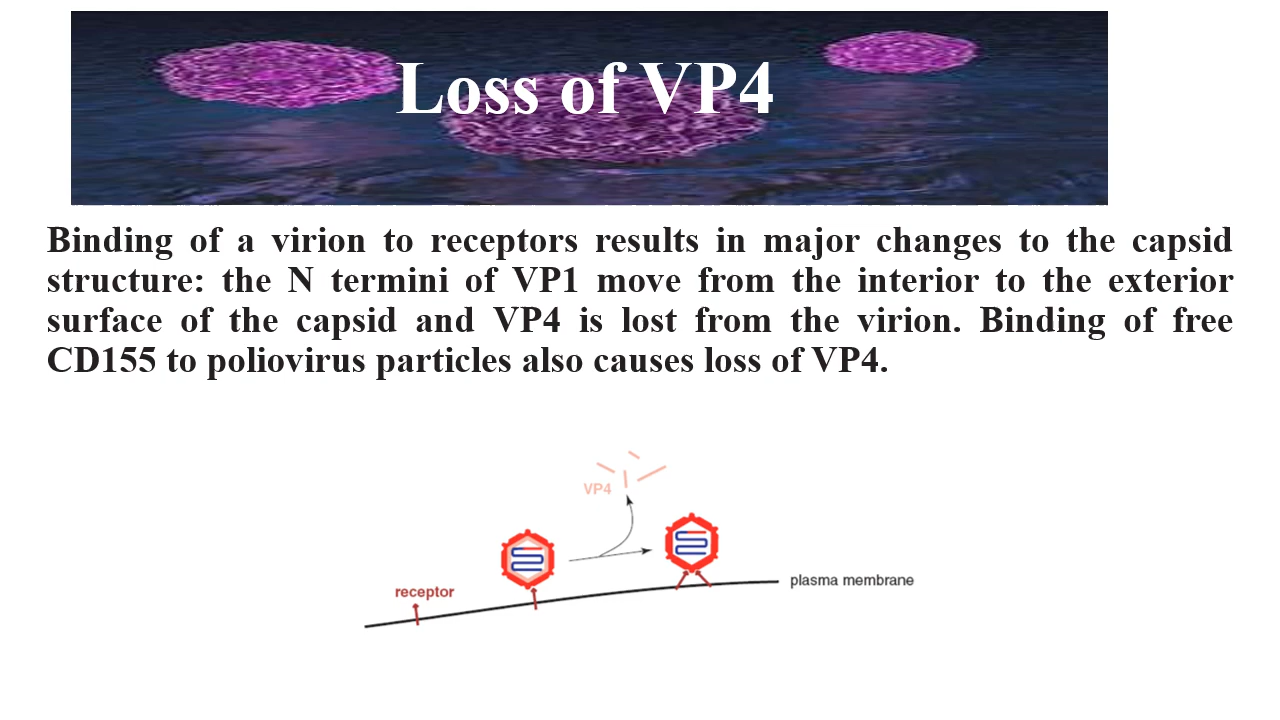 Loss of VP4
Binding of a virion to receptors results in major changes to the capsid
structure: the N termini of VP1 move from the interior to the exterior
surface of the capsid and VP4 is lost from the virion. Binding of free
CD155 to poliovirus particles also causes loss of VP4.
VP4
receptor
plasma membrane